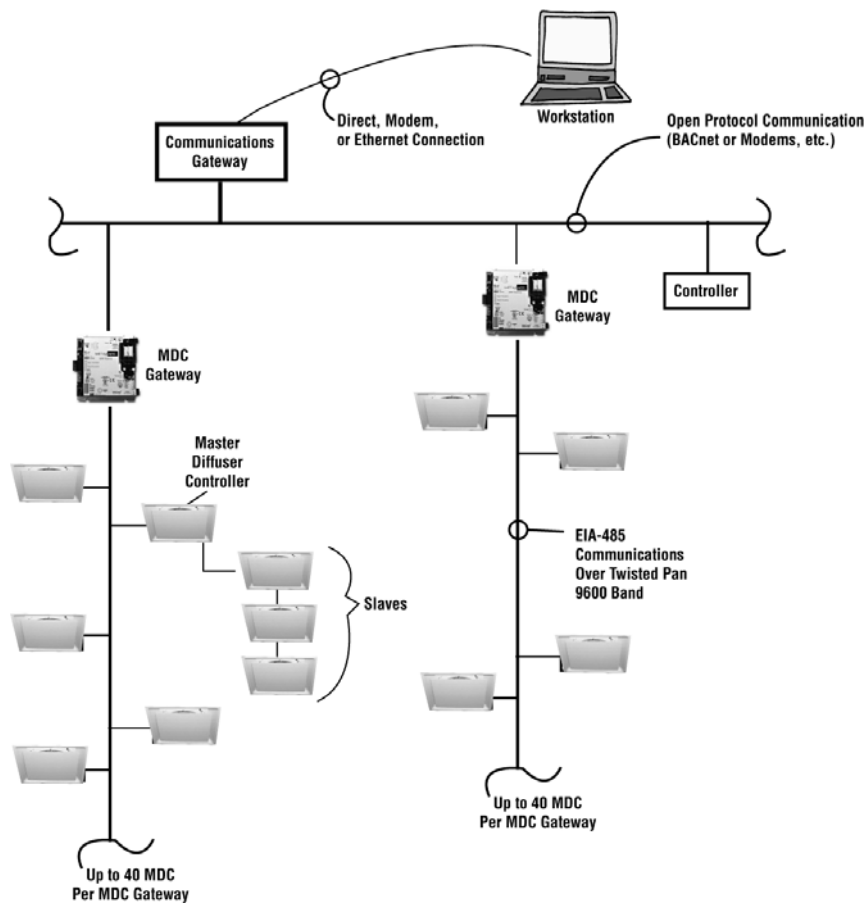 Workstation
Direct, Modem,
or Ethernet Connection
Open Protocol Communication
(BACnet or Modems, etc.)
Communications
Gateway
MDC
Gateway
Controller
MDC
Gateway
Master
Diffuser
Controller
Slaves
EIA-485
Communications
Over Twisted Pan
9600 Band
Up to 40 MDC
Per MDC Gateway
Up to 40 MDC
Per MDC Gateway